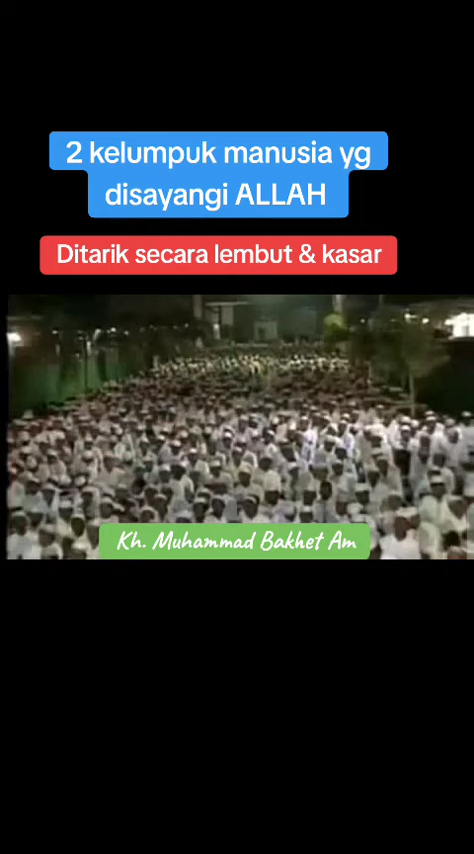 2 kelumpuk manusia yg
disayangi ALLAH
Ditarik secara lembut & kasar
Kh. Muhammad Bakhet Am